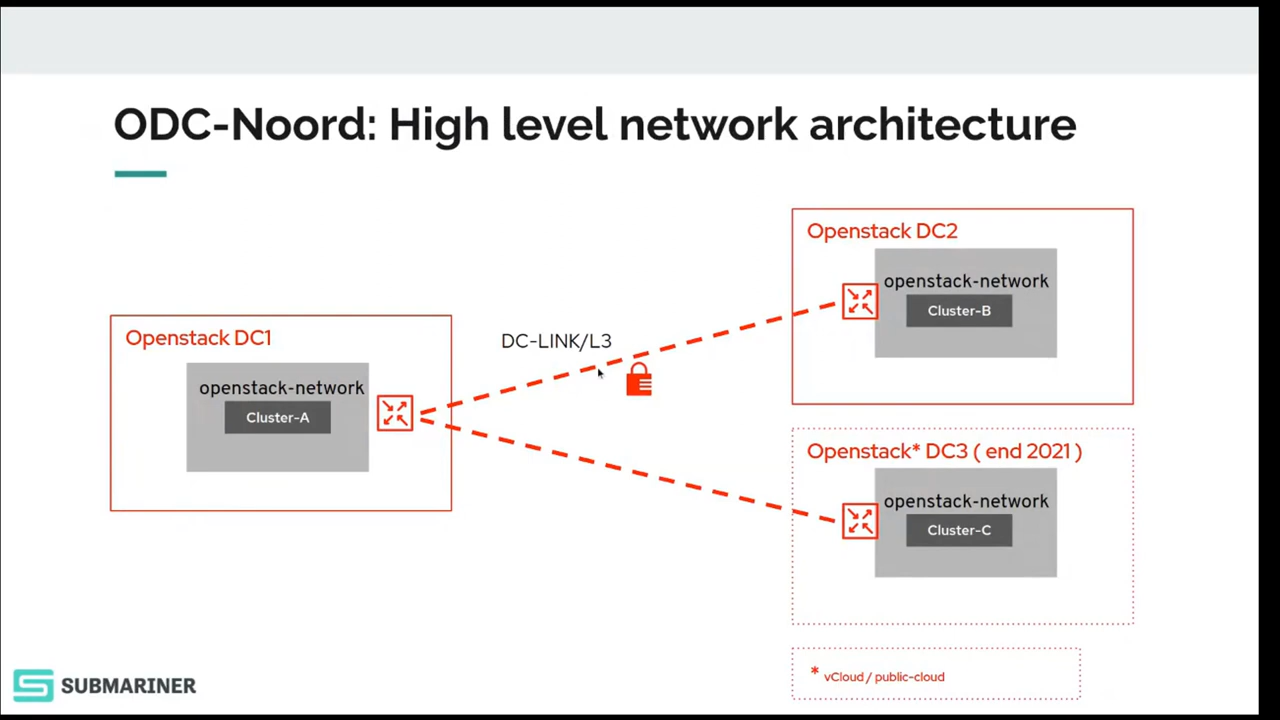 ODC-Noord: High level network architecture
Openstack DC2
openstack-network
Cluster-B
Openstack DC1
DC-LINK/L3
openstack-network
Cluster-A
Openstack* DC3 ( end 2021 )
openstack-network
Cluster-C
* vCloud / public-cloud
SUBMARINER